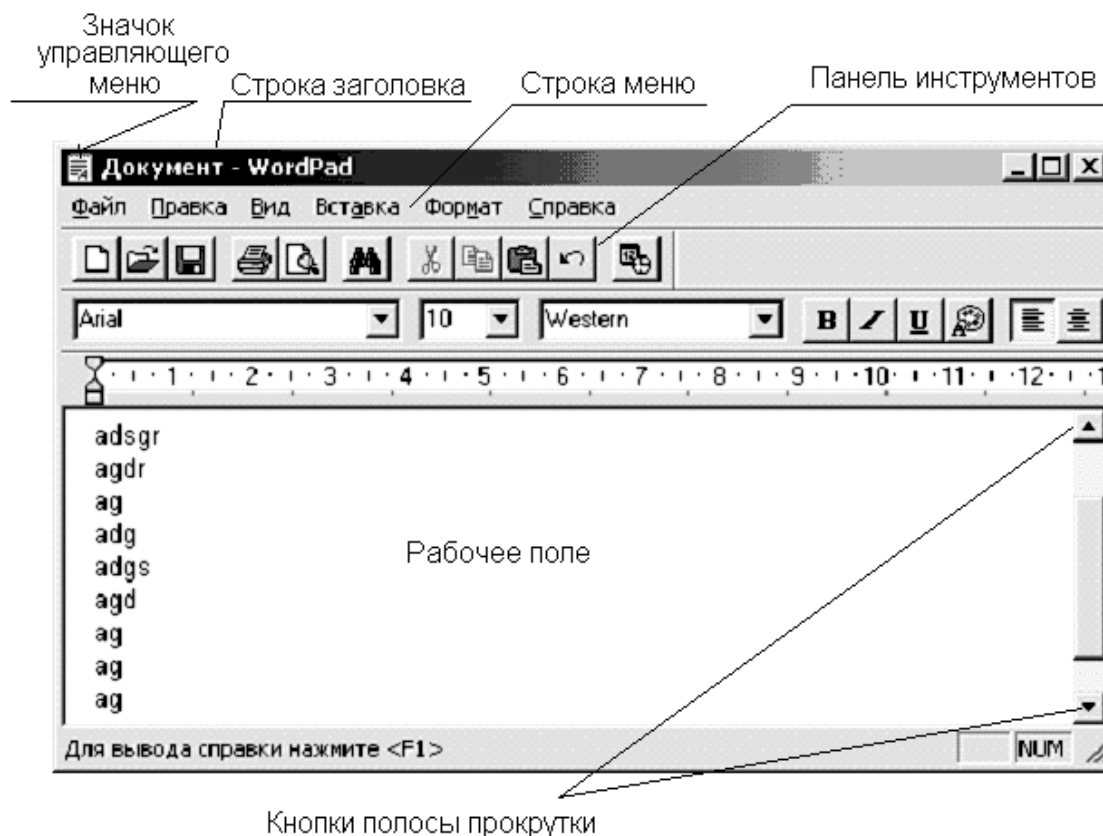 Значок
управляющего
меню
Строка заголовка
Строка меню
Панель инструментов
Документ - WordPad
Файл Правка Вид Вставка Формат Справка
Arial 10 Western B I U A
1 2 3 4 5 6 7 8 9 10 11 12 1
adsgr
agdr
ag
adg
adgs
agd
ag
ag
ag
Рабочее поле
Для вывода справки нажмите <F1> NUM
Кнопки полосы прокрутки